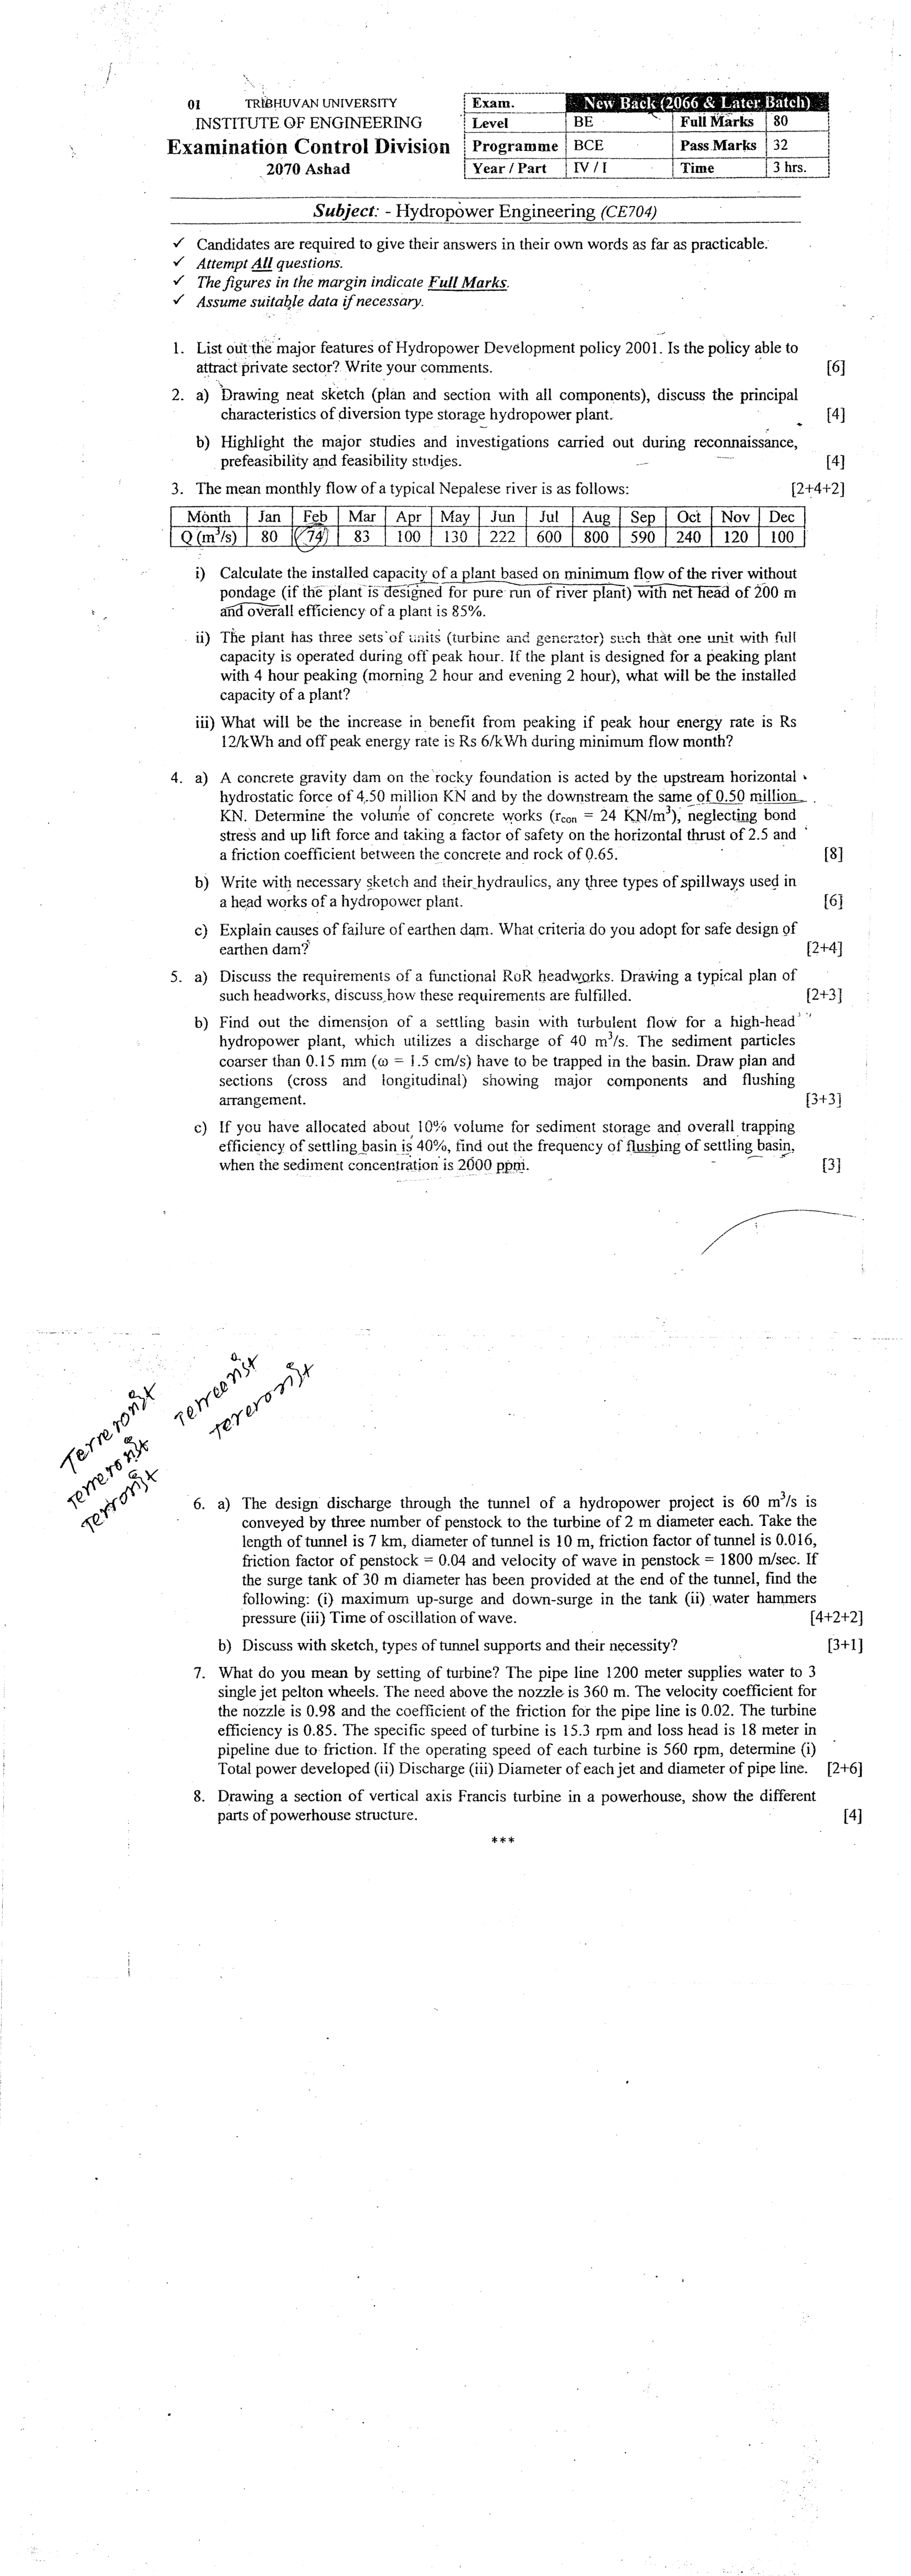 01 TRIBHUVAN UNIVERSITY
INSTITUTE OF ENGINEERING
Examination Control Division
2070 Ashad
Exam. New Back (2066 & Later Batch)
Level BE Full Marks 80
Programme BCE Pass Marks 32
Year / Part IV / I Time 3 hrs.
Subject: - Hydropower Engineering (CE704)
✓ Candidates are required to give their answers in their own words as far as practicable.
✓ Attempt All questions.
✓ The figures in the margin indicate Full Marks.
✓ Assume suitable data if necessary.
1. List out the major features of Hydropower Development policy 2001. Is the policy able to
attract private sector? Write your comments. [6]
2. a) Drawing neat sketch (plan and section with all components), discuss the principal
characteristics of diversion type storage hydropower plant. [4]
b) Highlight the major studies and investigations carried out during reconnaissance,
prefeasibility and feasibility studies. [4]
3. The mean monthly flow of a typical Nepalese river is as follows: [2+4+2]
Month Jan Feb Mar Apr May Jun Jul Aug Sep Oct Nov Dec
Q (m³/s) 80 74 83 100 130 222 600 800 590 240 120 100
i) Calculate the installed capacity of a plant based on minimum flow of the river without
pondage (if the plant is designed for pure run of river plant) with net head of 200 m
and overall efficiency of a plant is 85%.
ii) The plant has three sets of units (turbine and generator) such that one unit with full
capacity is operated during off peak hour. If the plant is designed for a peaking plant
with 4 hour peaking (morning 2 hour and evening 2 hour), what will be the installed
capacity of a plant?
iii) What will be the increase in benefit from peaking if peak hour energy rate is Rs
12/kWh and off peak energy rate is Rs 6/kWh during minimum flow month?
4. a) A concrete gravity dam on the rocky foundation is acted by the upstream horizontal
hydrostatic force of 4.50 million KN and by the downstream the same of 0.50 million
KN. Determine the volume of concrete works (rcon = 24 KN/m³), neglecting bond
stress and up lift force and taking a factor of safety on the horizontal thrust of 2.5 and
a friction coefficient between the concrete and rock of 0.65. [8]
b) Write with necessary sketch and their hydraulics, any three types of spillways used in
a head works of a hydropower plant. [6]
c) Explain causes of failure of earthen dam. What criteria do you adopt for safe design of
earthen dam? [2+4]
5. a) Discuss the requirements of a functional RoR headworks. Drawing a typical plan of
such headworks, discuss how these requirements are fulfilled. [2+3]
b) Find out the dimension of a settling basin with turbulent flow for a high-head
hydropower plant, which utilizes a discharge of 40 m³/s. The sediment particles
coarser than 0.15 mm (ω = 1.5 cm/s) have to be trapped in the basin. Draw plan and
sections (cross and longitudinal) showing major components and flushing
arrangement. [3+3]
c) If you have allocated about 10% volume for sediment storage and overall trapping
efficiency of settling basin is 40%, find out the frequency of flushing of settling basin,
when the sediment concentration is 2000 ppm. [3]
Terrerorist
Terreerist
Tererorist
Terrerorist
Terrorist
6. a) The design discharge through the tunnel of a hydropower project is 60 m³/s is
conveyed by three number of penstock to the turbine of 2 m diameter each. Take the
length of tunnel is 7 km, diameter of tunnel is 10 m, friction factor of tunnel is 0.016,
friction factor of penstock = 0.04 and velocity of wave in penstock = 1800 m/sec. If
the surge tank of 30 m diameter has been provided at the end of the tunnel, find the
following: (i) maximum up-surge and down-surge in the tank (ii) water hammers
pressure (iii) Time of oscillation of wave. [4+2+2]
b) Discuss with sketch, types of tunnel supports and their necessity? [3+1]
7. What do you mean by setting of turbine? The pipe line 1200 meter supplies water to 3
single jet pelton wheels. The need above the nozzle is 360 m. The velocity coefficient for
the nozzle is 0.98 and the coefficient of the friction for the pipe line is 0.02. The turbine
efficiency is 0.85. The specific speed of turbine is 15.3 rpm and loss head is 18 meter in
pipeline due to friction. If the operating speed of each turbine is 560 rpm, determine (i)
Total power developed (ii) Discharge (iii) Diameter of each jet and diameter of pipe line. [2+6]
8. Drawing a section of vertical axis Francis turbine in a powerhouse, show the different
parts of powerhouse structure. [4]
***